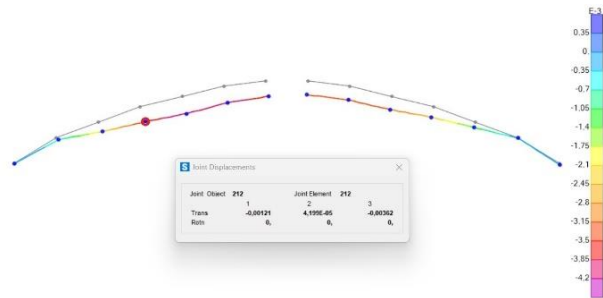 E-3
0.35
0.
-0.35
-0.7
-1.05
-1.4
-1.75
-2.1
-2.45
-2.8
-3.15
-3.5
-3.85
-4.2
S Joint Displacements
Joint Object 212 Joint Element 212
1 2 3
Trans -0,00121 4,199E-05 -0,00362
Rotn 0, 0, 0,